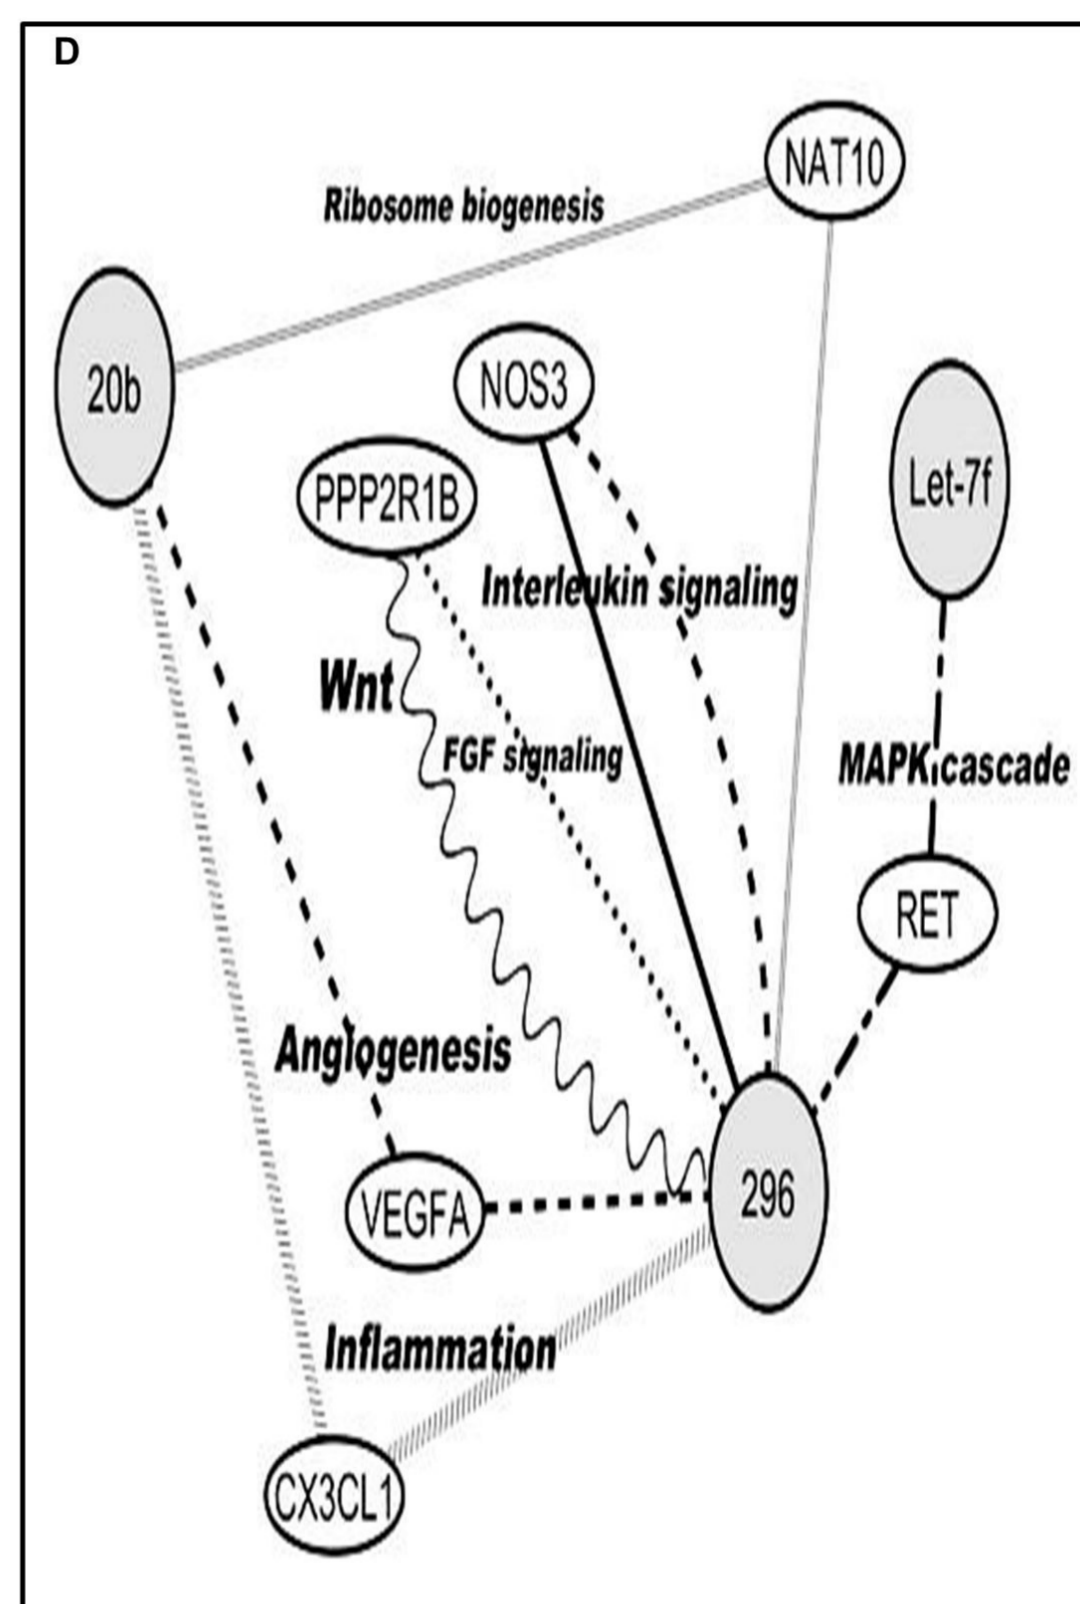 D
NAT10
Ribosome biogenesis
20b
NOS3
Let-7f
PPP2R1B
Interleukin signaling
Wnt
FGF signaling
MAPK cascade
RET
Angiogenesis
VEGFA
296
Inflammation
CX3CL1